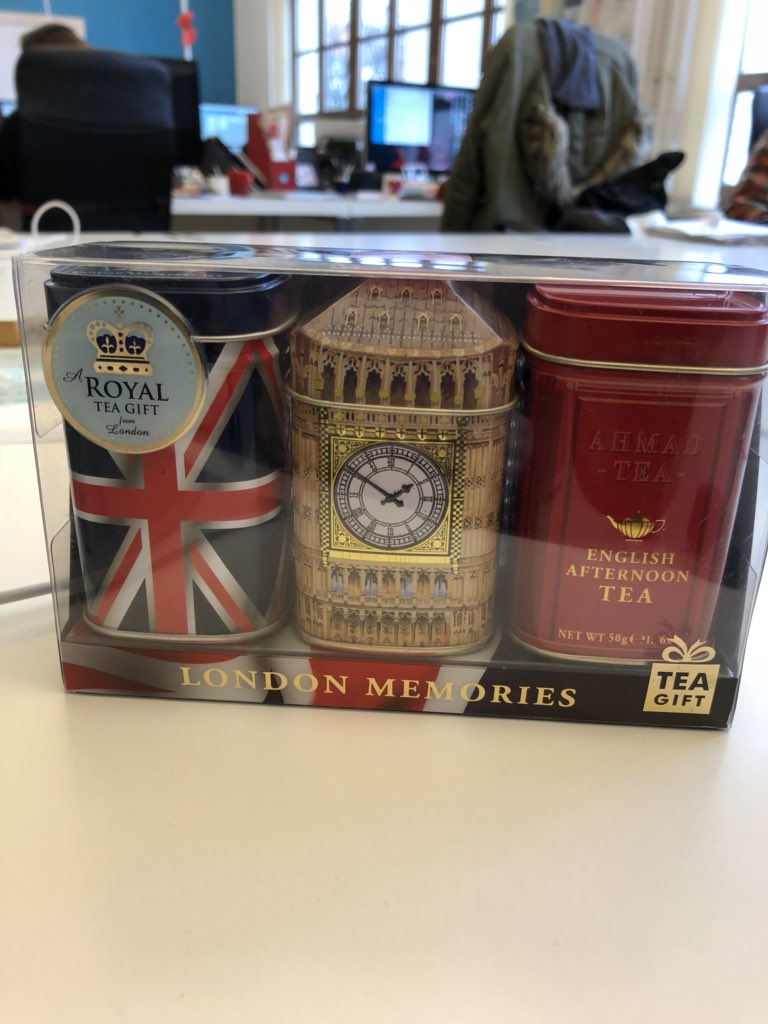 A
ROYAL
TEA GIFT
from
London
AHMAD
-TEA-
ENGLISH
AFTERNOON
TEA
NET WT 50g
LONDON MEMORIES
TEA
GIFT